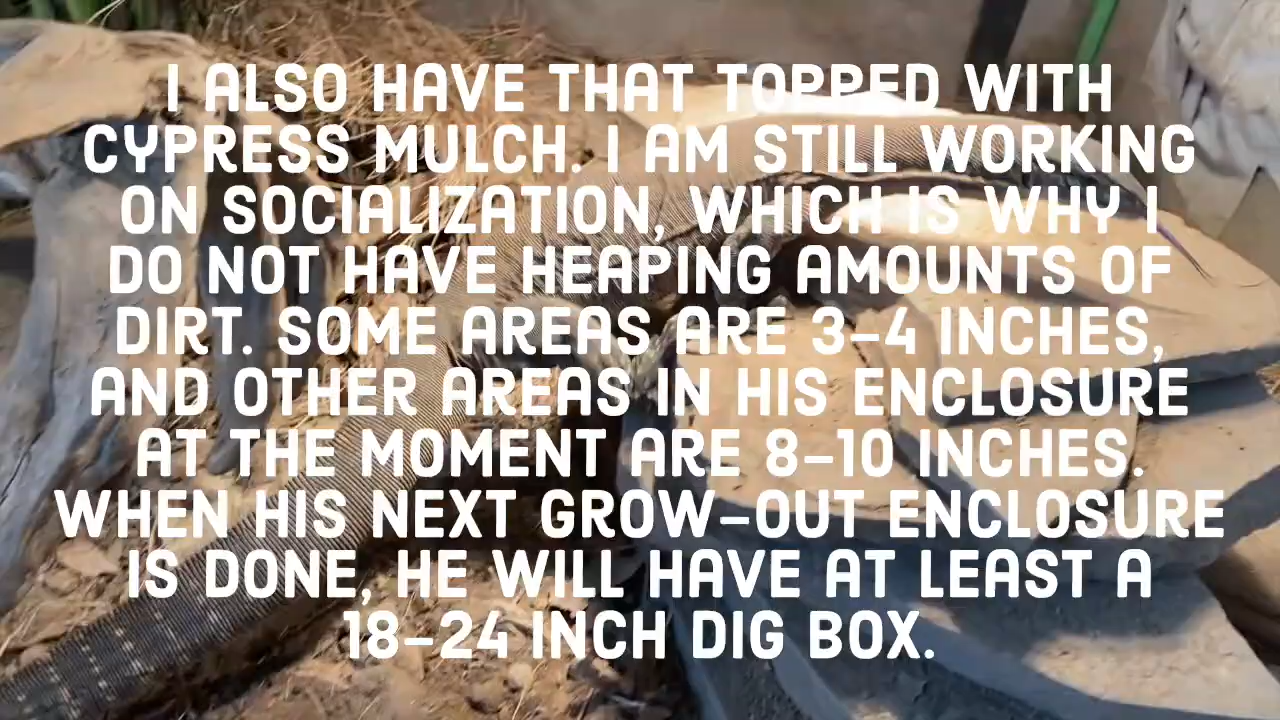 I ALSO HAVE THAT TOPPED WITH
CYPRESS MULCH. I AM STILL WORKING
ON SOCIALIZATION, WHICH IS WHY I
DO NOT HAVE HEAPING AMOUNTS OF
DIRT. SOME AREAS ARE 3-4 INCHES,
AND OTHER AREAS IN HIS ENCLOSURE
AT THE MOMENT ARE 8-10 INCHES.
WHEN HIS NEXT GROW-OUT ENCLOSURE
IS DONE, HE WILL HAVE AT LEAST A
18-24 INCH DIG BOX.